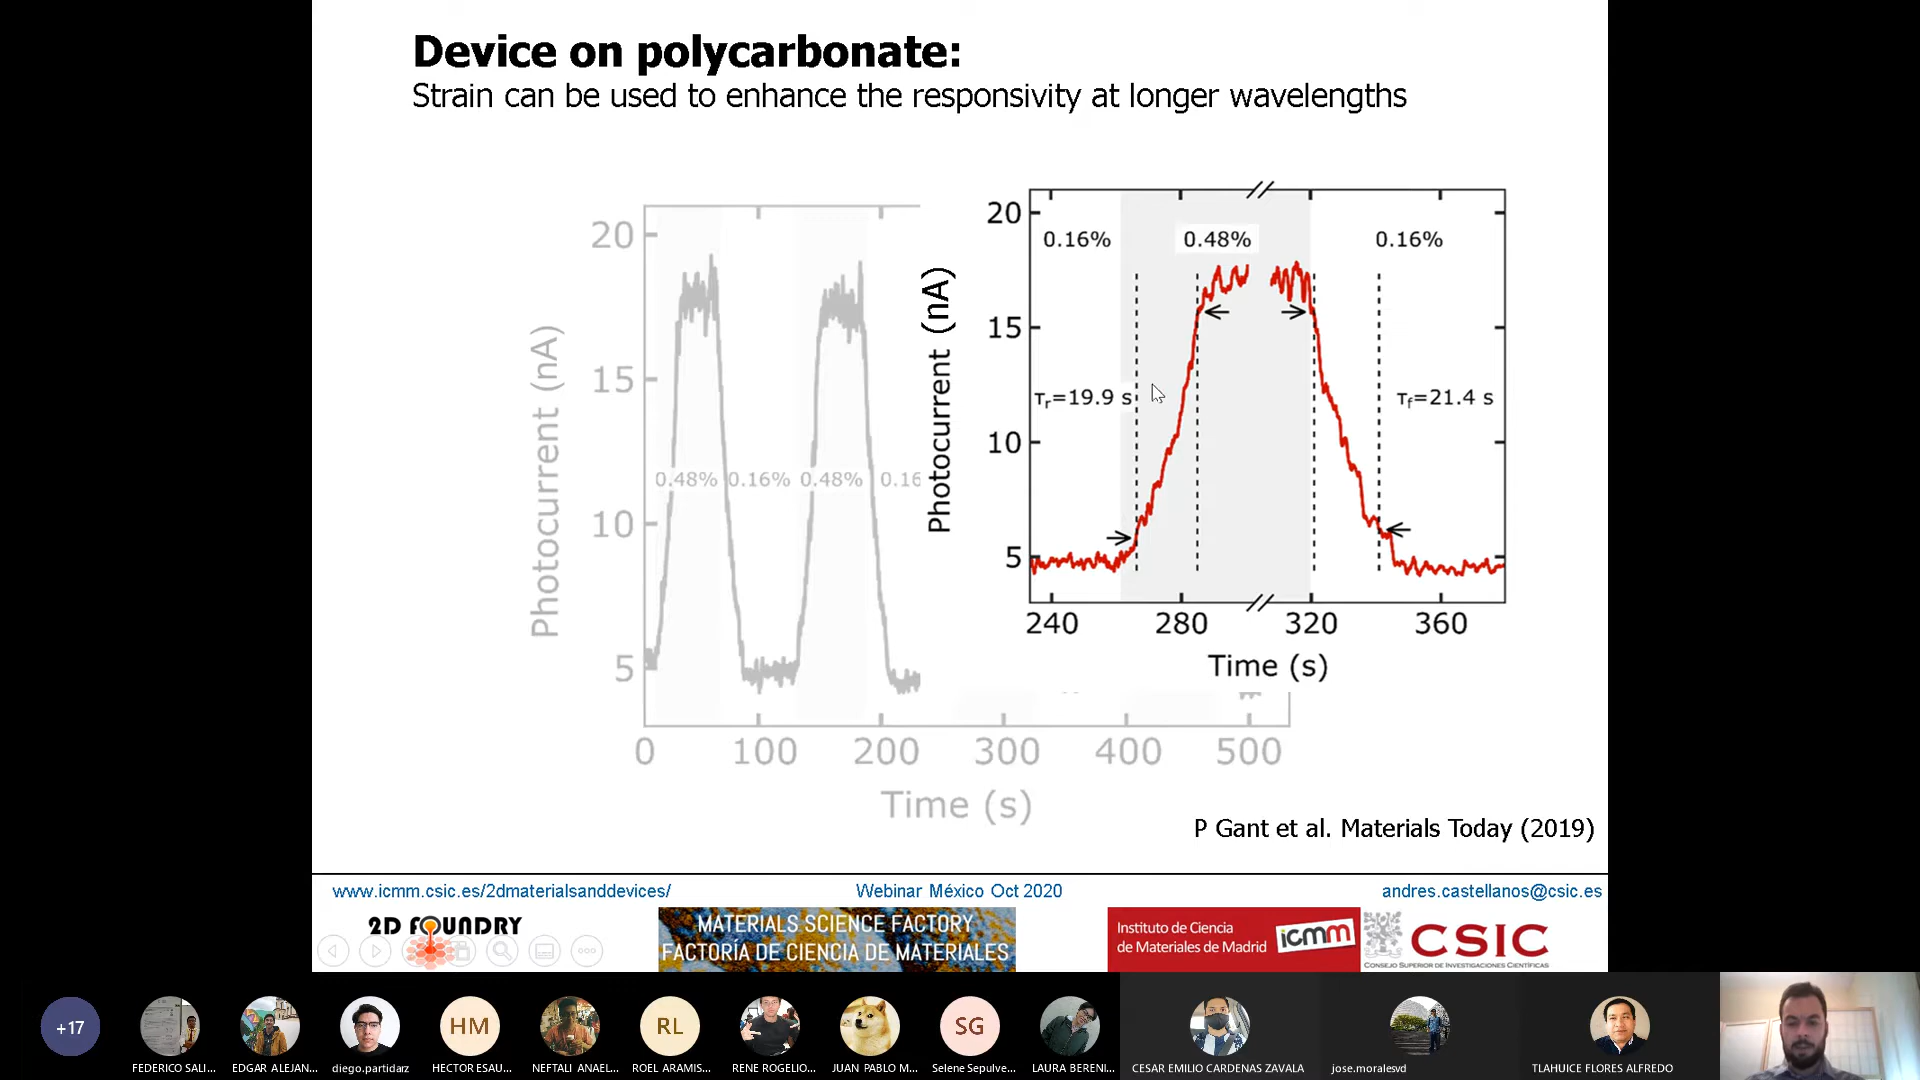 Device on polycarbonate:
Strain can be used to enhance the responsivity at longer wavelengths
20
15
10
5
Photocurrent (nA)
0.48%
0.16%
0.48%
0.16
0
100
200
300
400
500
Time (s)
20
15
10
5
Photocurrent (nA)
0.16%
0.48%
0.16%
τr=19.9 s
τf=21.4 s
240
280
320
360
Time (s)
P Gant et al. Materials Today (2019)
www.icmm.csic.es/2dmaterialsanddevices/
Webinar México Oct 2020
andres.castellanos@csic.es
2D FOUNDRY
MATERIALS SCIENCE FACTORY
FACTORÍA DE CIENCIA DE MATERIALES
Instituto de Ciencia
de Materiales de Madrid
icmm
CSIC
CONSEJO SUPERIOR DE INVESTIGACIONES CIENTÍFICAS
+17
HM
RL
SG
FEDERICO SALI...
EDGAR ALEJAN...
diego.partidarz
HECTOR ESAU...
NEFTALI ANAEL...
ROEL ARAMIS...
RENE ROGELIO...
JUAN PABLO M...
Selene Sepulve...
LAURA BERENI...
CESAR EMILIO CARDENAS ZAVALA
jose.moralesvd
TLAHUICE FLORES ALFREDO